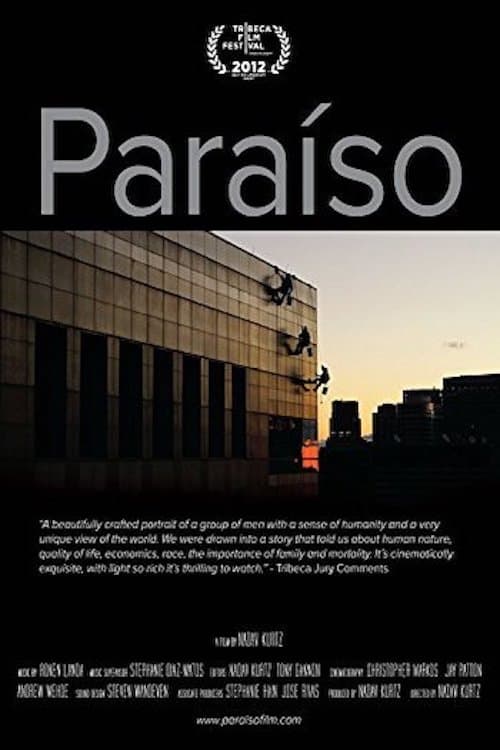 TRIBECA
FILM
FESTIVAL
2012
Paraíso
"A beautifully crafted portrait of a group of men with a sense of humanity and a very
unique view of the world. We were drawn into a story that told us about human nature,
quality of life, economics, race, the importance of family and mortality. It's cinematically
exquisite, with light so rich it's thrilling to watch." - Tribeca Jury Comments
A FILM BY NADAV KURTZ
MUSIC BY RONEN LANDA MUSIC SUPERVISOR STEPHANIE DIAZ-MATOS EDITORS NADAV KURTZ TONY GANNON CINEMATOGRAPHY CHRISTOPHER MARKOS JAY PATTON
ANDREW WEHDE SOUND DESIGN STEVEN WANDEVEN ASSOCIATE PRODUCERS STEPHANIE HAN JOSE RIVAS PRODUCED BY NADAV KURTZ DIRECTED BY NADAV KURTZ
www.paraisofilm.com